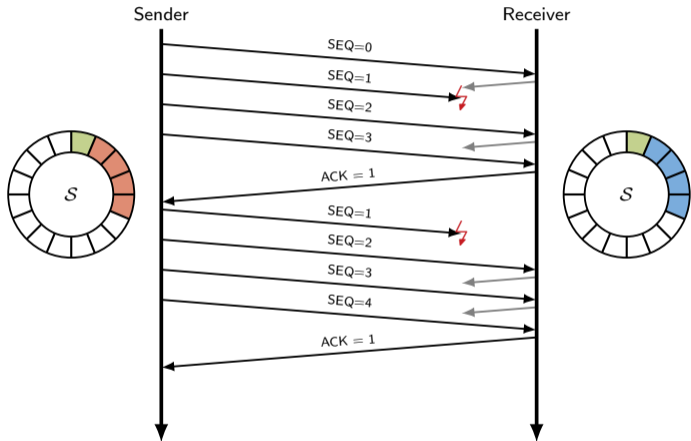 Sender
Receiver
SEQ=0
SEQ=1
SEQ=2
SEQ=3
ACK = 1
SEQ=1
SEQ=2
SEQ=3
SEQ=4
ACK = 1
S
S